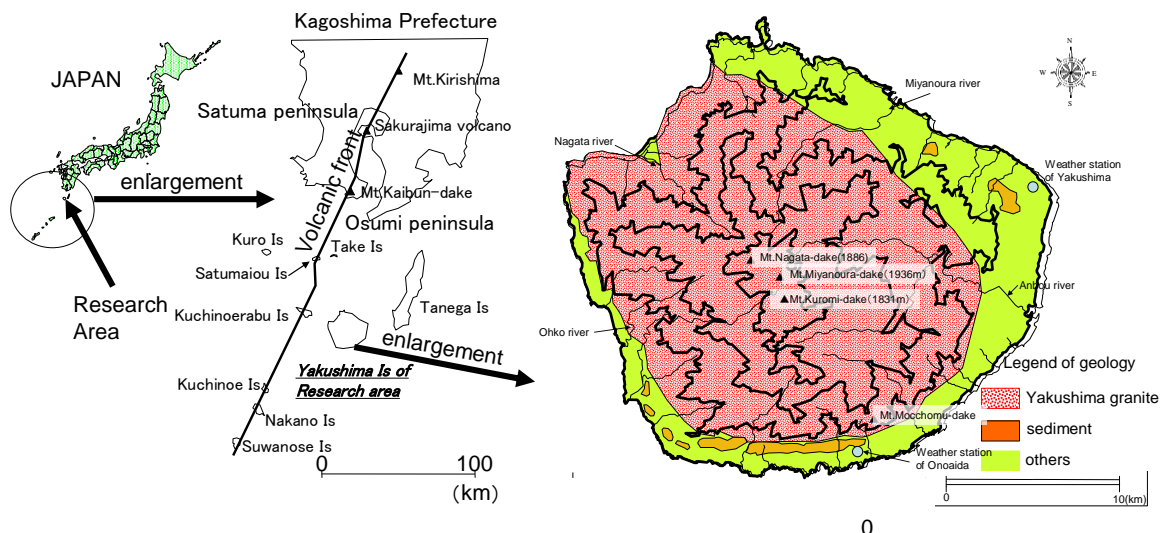 Kagoshima Prefecture
JAPAN
Mt.Kirishima
Satuma peninsula
Sakurajima volcano
enlargement
Volcanic front
Mt.Kaibun-dake
Osumi peninsula
Kuro Is
Take Is
Satumaiou Is
Research
Area
Kuchinoerabu Is
Tanega Is
enlargement
Yakushima Is of
Research area
Kuchinoe Is
Nakano Is
Suwanose Is
0
100
(km)
N
W
E
S
Miyanoura river
Nagata river
Weather station
of Yakushima
Mt.Nagata-dake(1886)
Mt.Miyanoura-dake(1936m)
Mt.Kuromi-dake(1831m)
Anbou river
Ohko river
Mt.Mocchomu-dake
Weather station
of Onoaida
Legend of geology
Yakushima granite
sediment
others
0
10(km)
0